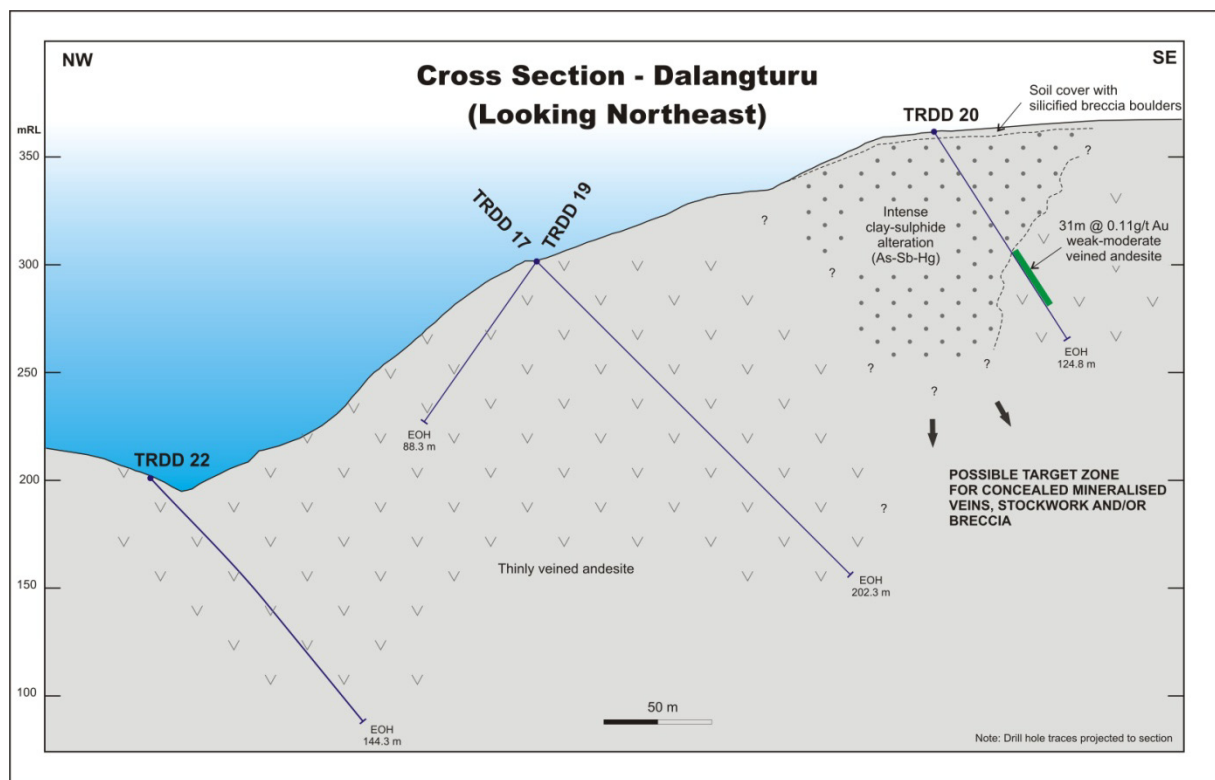 NW
SE
Cross Section - Dalangturu
(Looking Northeast)
Soil cover with
silicified breccia boulders
TRDD 20
mRL
350
?
TRDD 17
TRDD 19
31m @ 0.11g/t Au
weak-moderate
veined andesite
Intense
clay-sulphide
alteration
(As-Sb-Hg)
?
300
?
EOH
124.8 m
250
?
?
?
EOH
88.3 m
TRDD 22
200
POSSIBLE TARGET ZONE
FOR CONCEALED MINERALISED
VEINS, STOCKWORK AND/OR
BRECCIA
?
Thinly veined andesite
150
EOH
202.3 m
100
50 m
EOH
144.3 m
Note: Drill hole traces projected to section